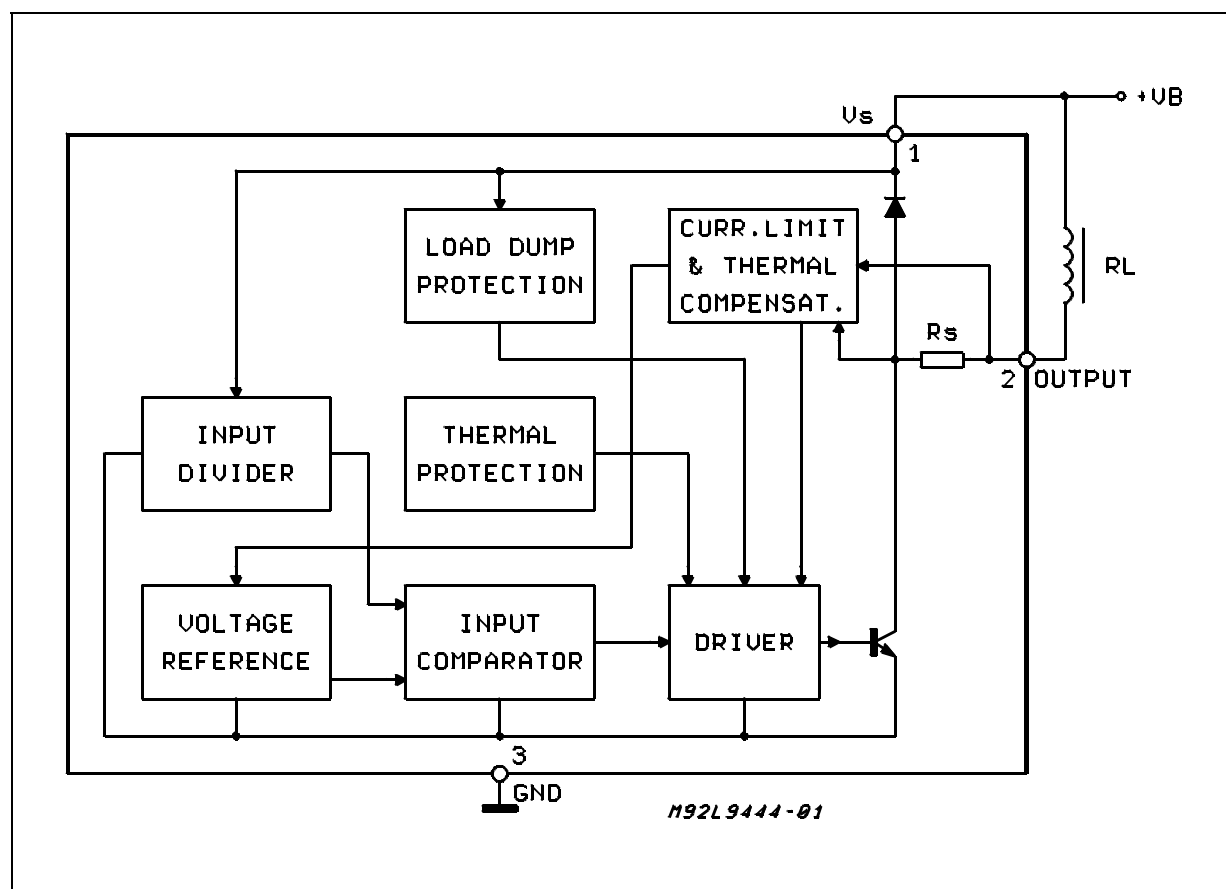 +VB
Vs
1
LOAD DUMP
PROTECTION
CURR.LIMIT
& THERMAL
COMPENSAT.
RL
Rs
2 OUTPUT
INPUT
DIVIDER
THERMAL
PROTECTION
VOLTAGE
REFERENCE
INPUT
COMPARATOR
DRIVER
3
GND
M92L9444-01